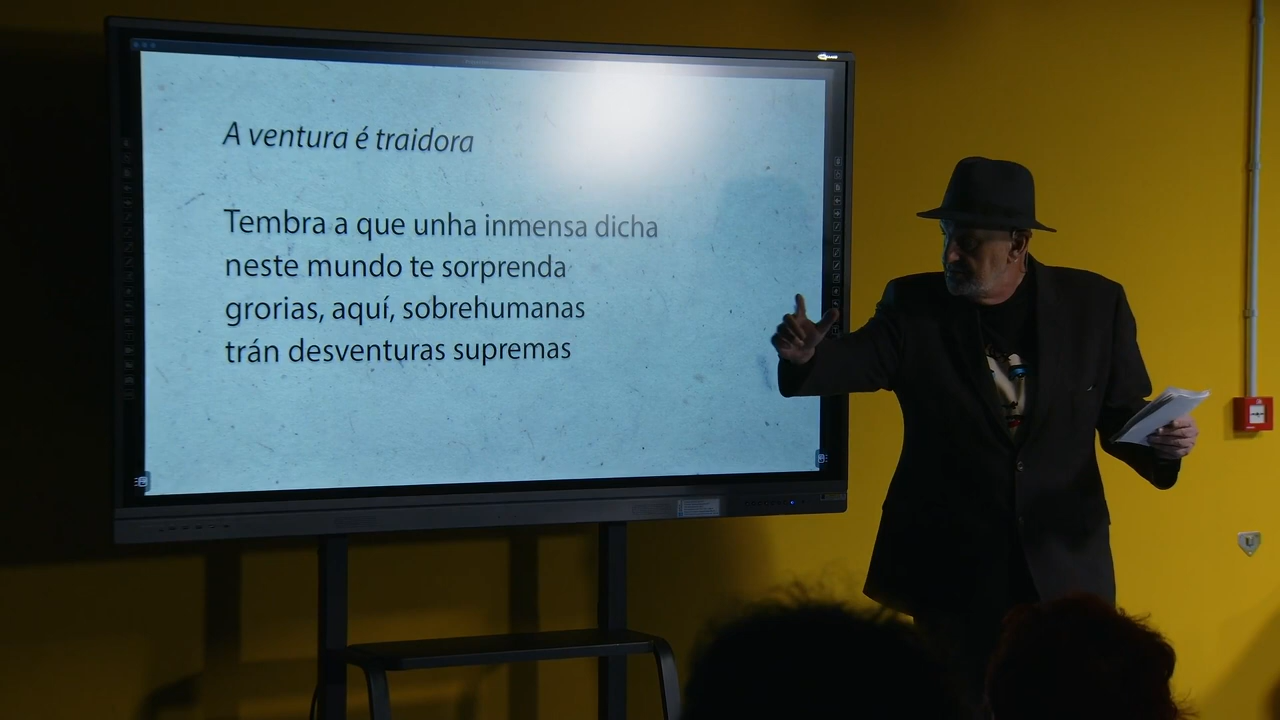 A ventura é traidora
Tembra a que unha inmensa dicha
neste mundo te sorprenda
grorias, aquí, sobrehumanas
trán desventuras supremas